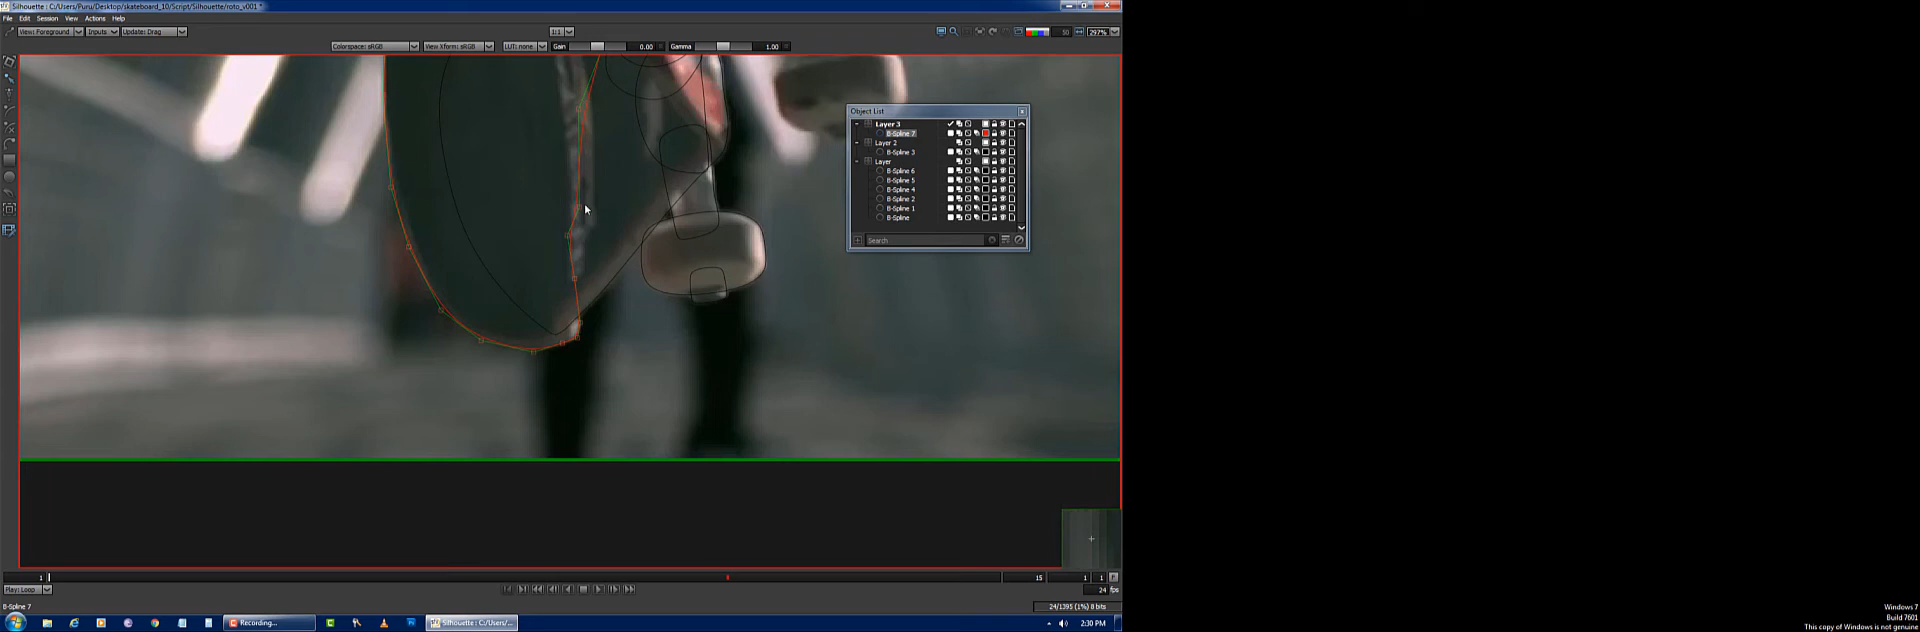 Silhouette : C:/Users/Puru/Desktop/skateboard_10/Script/Silhouette/roto_v001 *
File Edit Session View Actions Help
View: Foreground Inputs Update: Drag 1:1 50 297%
Colorspace: sRGB View Xform: sRGB LUT: none Gain 0.00 Gamma 1.00
Object List
Layer 3
B-Spline 7
Layer 2
B-Spline 3
Layer
B-Spline 6
B-Spline 5
B-Spline 4
B-Spline 2
B-Spline 1
B-Spline
Search
1 15 1 1
Play: Loop 24 fps
B-Spline 7 24/1395 (1%) 8 bits
Recording... Silhouette : C:/Users/... 2:30 PM
Windows 7
Build 7601
This copy of Windows is not genuine